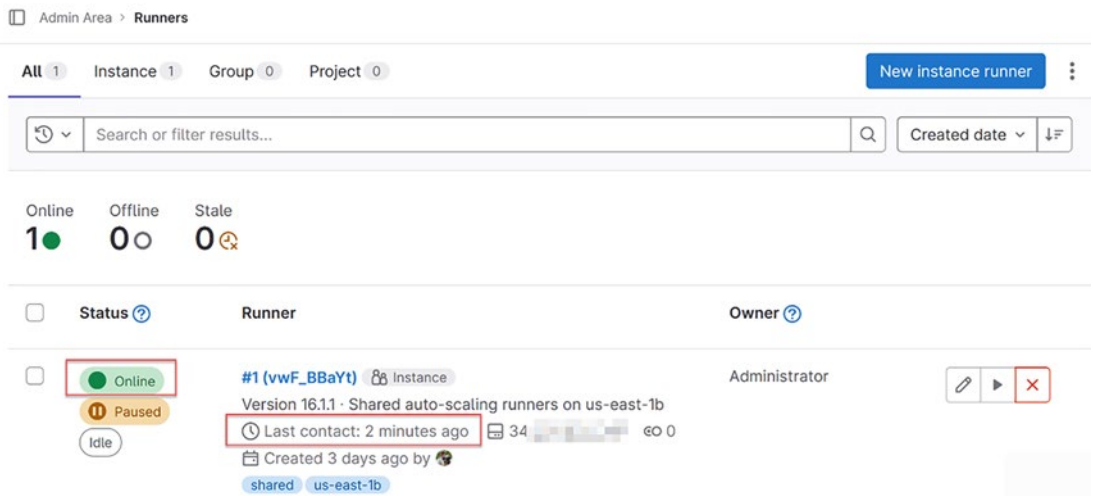 Admin Area > Runners
All 1 Instance 1 Group 0 Project 0 New instance runner
Search or filter results... Created date
Online Offline Stale
1 0 0
Status ? Runner Owner ?
Online #1 (vwF_BBaYt) Instance Administrator
Paused Version 16.1.1 · Shared auto-scaling runners on us-east-1b
Last contact: 2 minutes ago 34 0
Idle
Created 3 days ago by
shared us-east-1b